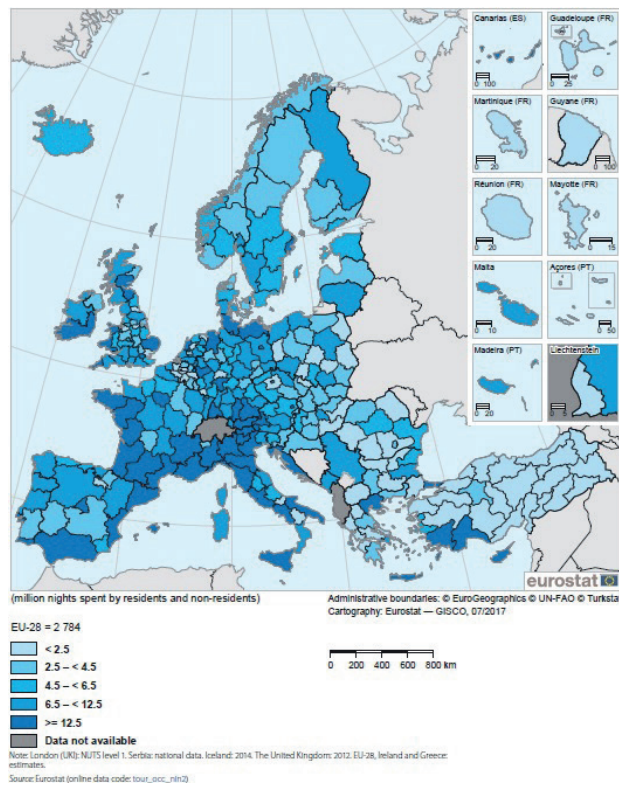 Canarias (ES)
0 100
Guadeloupe (FR)
0 25
Martinique (FR)
0 20
Guyane (FR)
0 100
Réunion (FR)
0 20
Mayotte (FR)
0 15
Malta
0 10
Açores (PT)
0 50
Madeira (PT)
0 20
Liechtenstein
0 5
eurostat
(million nights spent by residents and non-residents)
Administrative boundaries: © EuroGeographics © UN-FAO © Turksta
Cartography: Eurostat — GISCO, 07/2017
EU-28 = 2 784
0 200 400 600 800 km
< 2.5
2.5 – < 4.5
4.5 – < 6.5
6.5 – < 12.5
>= 12.5
Data not available
Note: London (UKI): NUTS level 1. Serbia: national data. Iceland: 2014. The United Kingdom: 2012. EU-28, Ireland and Greece:
estimates.
Source: Eurostat (online data code: tour_occ_nin2)